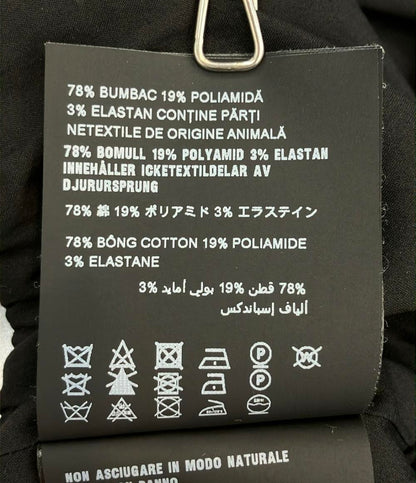 78% BUMBAC 19% POLIAMIDĂ
3% ELASTAN CONȚINE PĂRȚI
NETEXTILE DE ORIGINE ANIMALĂ
78% BOMULL 19% POLYAMID 3% ELASTAN
INNEHÅLLER ICKETEXTILDELAR AV
DJURURSPRUNG
78% 綿 19% ポリアミド 3% エラステイン
78% BÔNG COTTON 19% POLIAMIDE
3% ELASTANE
78% قطن 19% بولي أمايد 3%
ألياف إسباندكس
P W
P
NON ASCIUGARE IN MODO NATURALE